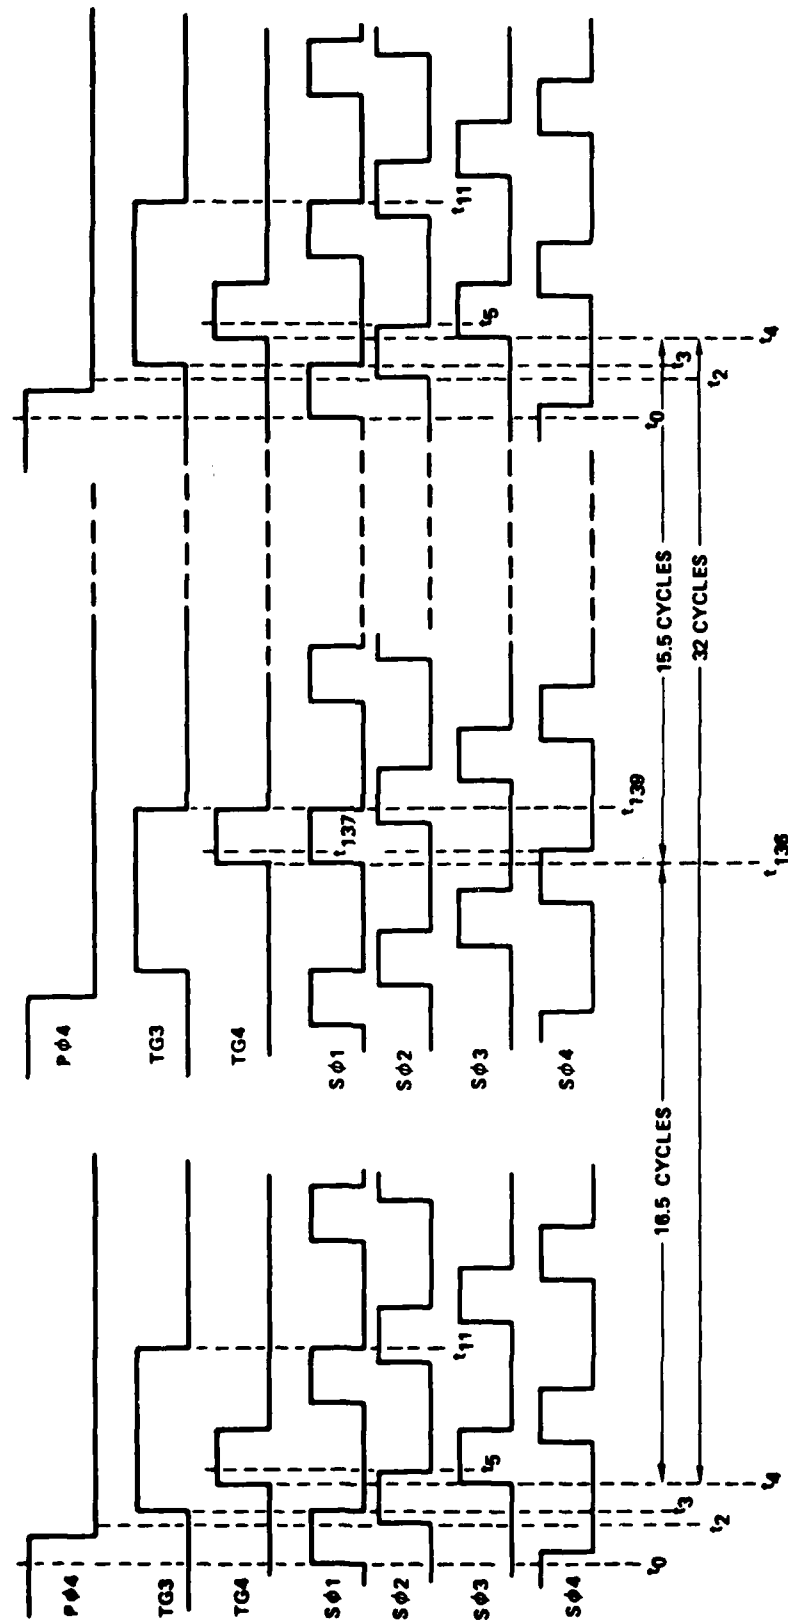 Pφ4
TG3
TG4
Sφ1
Sφ2
Sφ3
Sφ4
t0
t2
t3
t4
t5
t11
16.5 CYCLES
Pφ4
TG3
TG4
Sφ1
Sφ2
Sφ3
Sφ4
t136
t137
t139
15.5 CYCLES
32 CYCLES
t0
t2
t3
t4
t5
t11